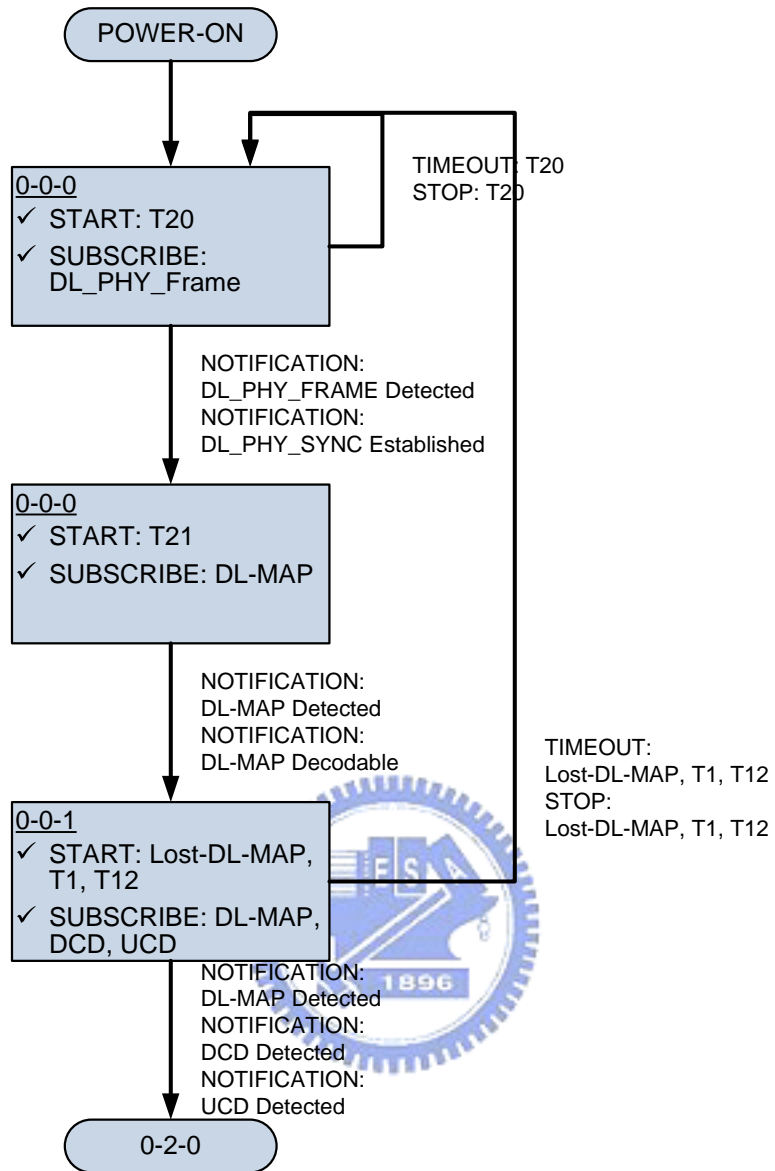 POWER-ON
TIMEOUT: T20
STOP: T20
0-0-0
✓ START: T20
✓ SUBSCRIBE:
DL_PHY_Frame
NOTIFICATION:
DL_PHY_FRAME Detected
NOTIFICATION:
DL_PHY_SYNC Established
0-0-0
✓ START: T21
✓ SUBSCRIBE: DL-MAP
NOTIFICATION:
DL-MAP Detected
NOTIFICATION:
DL-MAP Decodable
TIMEOUT:
Lost-DL-MAP, T1, T12
STOP:
Lost-DL-MAP, T1, T12
0-0-1
✓ START: Lost-DL-MAP,
T1, T12
✓ SUBSCRIBE: DL-MAP,
DCD, UCD
E S A
1896
NOTIFICATION:
DL-MAP Detected
NOTIFICATION:
DCD Detected
NOTIFICATION:
UCD Detected
0-2-0